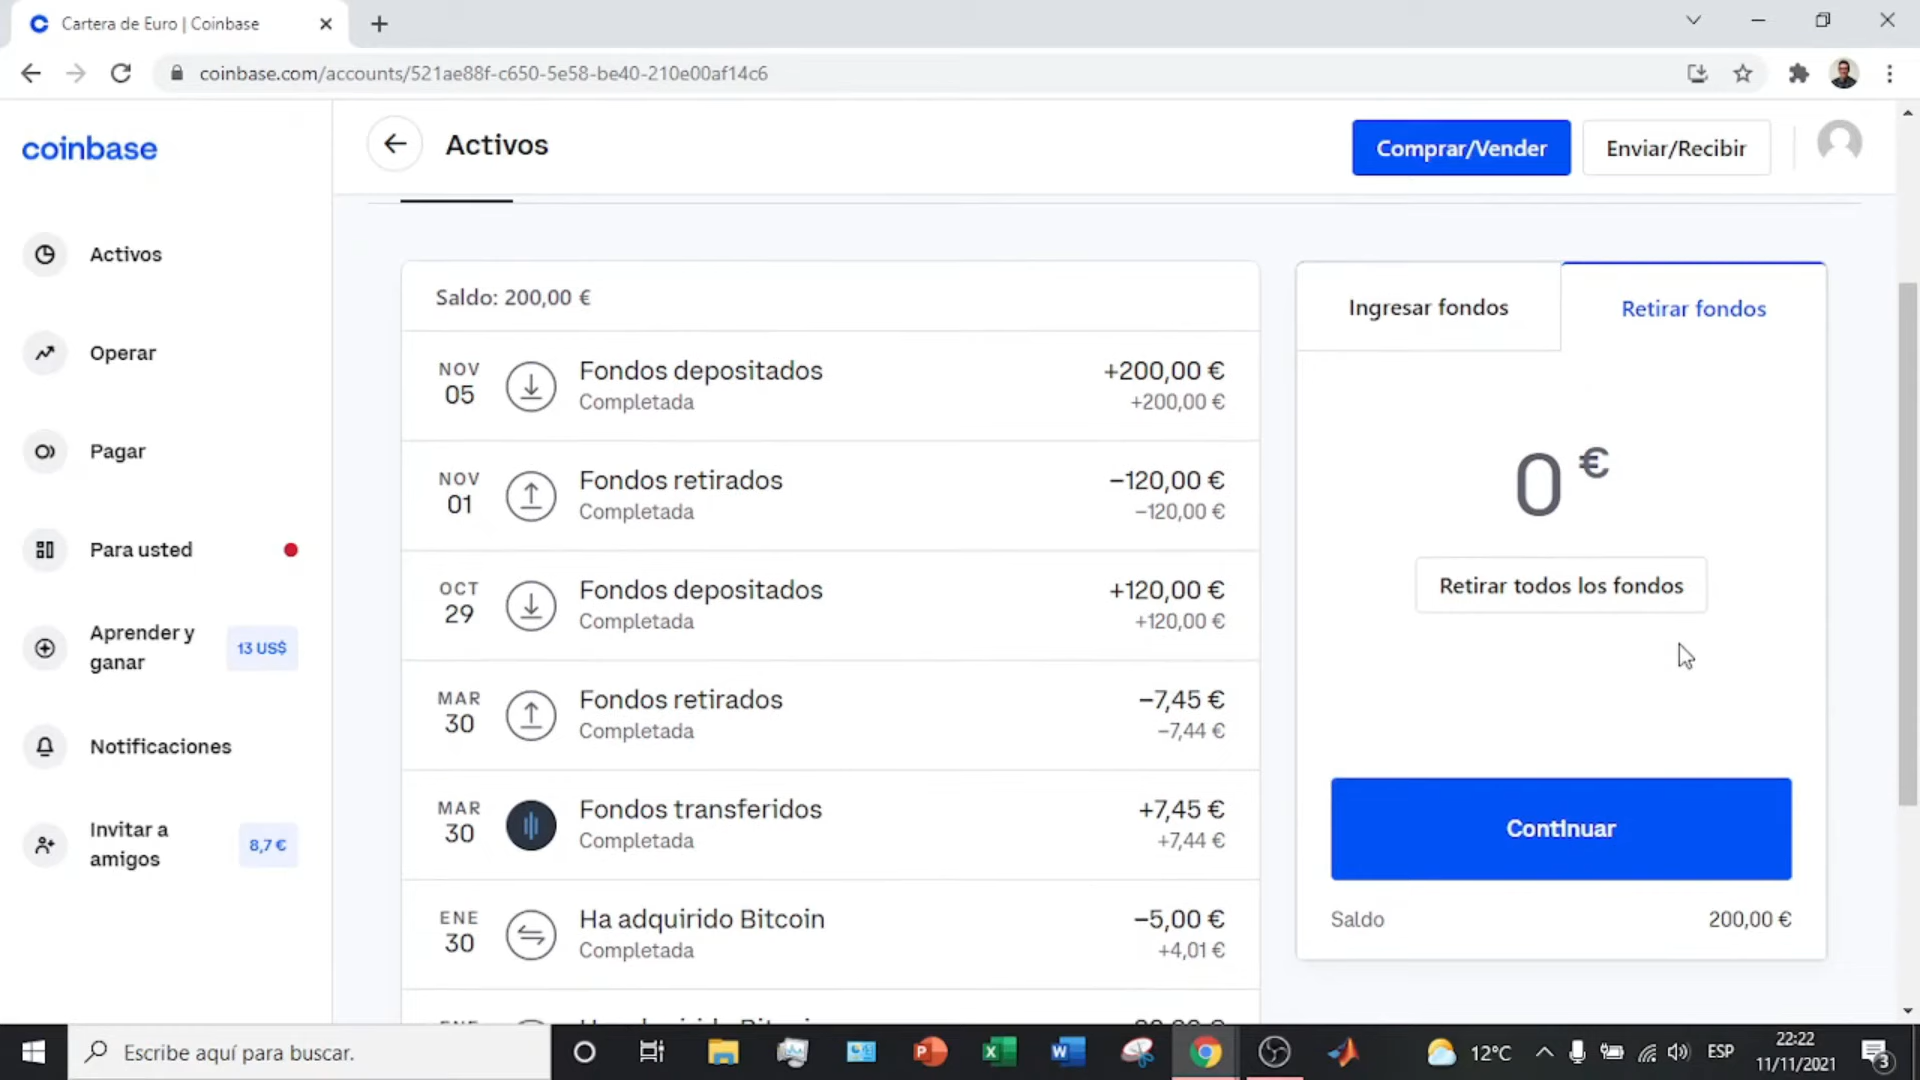 Cartera de Euro | Coinbase
coinbase.com/accounts/521ae88f-c650-5e58-be40-210e00af14c6
coinbase
Activos
Comprar/Vender
Enviar/Recibir
Activos
Operar
Pagar
Para usted
Aprender y
ganar
13 US$
Notificaciones
Invitar a
amigos
8,7 €
Saldo: 200,00 €
NOV
05
Fondos depositados
Completada
+200,00 €
+200,00 €
NOV
01
Fondos retirados
Completada
−120,00 €
−120,00 €
OCT
29
Fondos depositados
Completada
+120,00 €
+120,00 €
MAR
30
Fondos retirados
Completada
−7,45 €
−7,44 €
MAR
30
Fondos transferidos
Completada
+7,45 €
+7,44 €
ENE
30
Ha adquirido Bitcoin
Completada
−5,00 €
+4,01 €
Ingresar fondos
Retirar fondos
0 €
Retirar todos los fondos
Continuar
Saldo
200,00 €
Escribe aquí para buscar.
12°C
ESP
22:22
11/11/2021
3